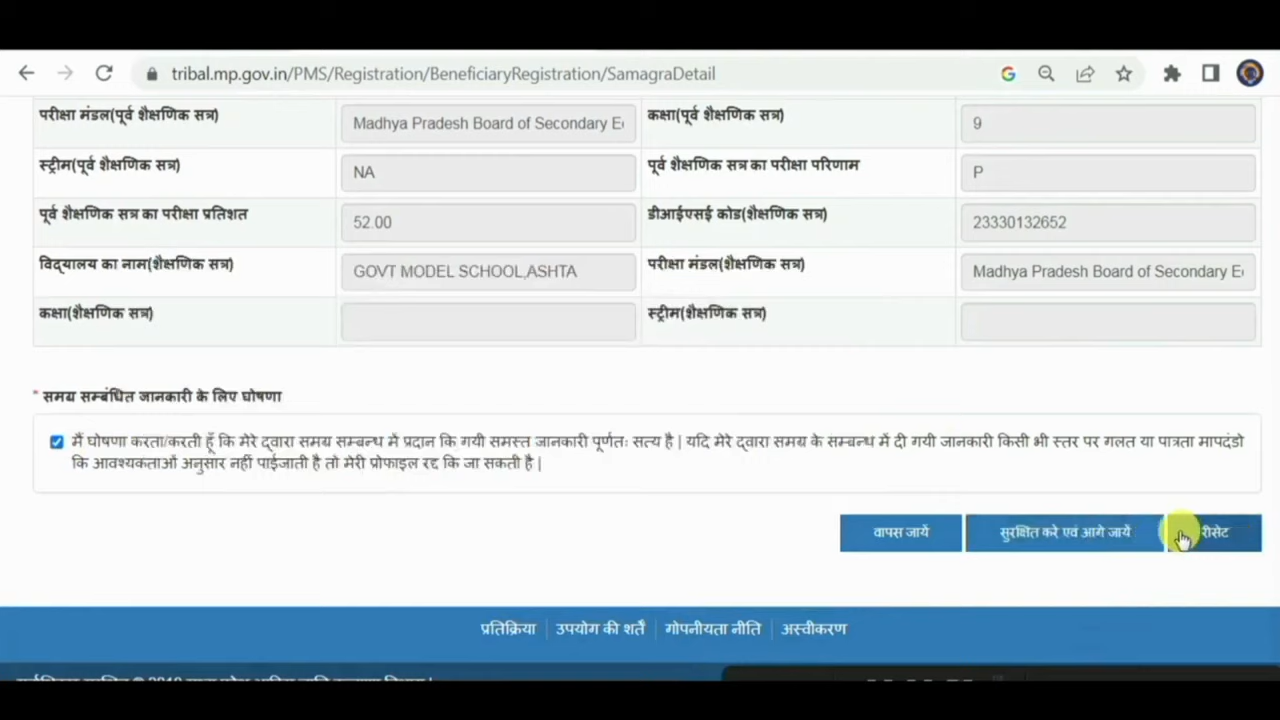 tribal.mp.gov.in/PMS/Registration/BeneficiaryRegistration/SamagraDetail
परीक्षा मंडल(पूर्व शैक्षणिक सत्र) Madhya Pradesh Board of Secondary E कक्षा(पूर्व शैक्षणिक सत्र) 9
स्ट्रीम(पूर्व शैक्षणिक सत्र) NA पूर्व शैक्षणिक सत्र का परीक्षा परिणाम P
पूर्व शैक्षणिक सत्र का परीक्षा प्रतिशत 52.00 डीआईएसई कोड(शैक्षणिक सत्र) 23330132652
विद्यालय का नाम(शैक्षणिक सत्र) GOVT MODEL SCHOOL,ASHTA परीक्षा मंडल(शैक्षणिक सत्र) Madhya Pradesh Board of Secondary E
कक्षा(शैक्षणिक सत्र) स्ट्रीम(शैक्षणिक सत्र)
* समग्र सम्बंधित जानकारी के लिए घोषणा
मैं घोषणा करता/करती हूँ कि मेरे द्वारा समग्र सम्बन्ध में प्रदान कि गयी समस्त जानकारी पूर्णतः सत्य है | यदि मेरे द्वारा समग्र के सम्बन्ध में दी गयी जानकारी किसी भी स्तर पर गलत या पात्रता मापदंडो
कि आवश्यकताओं अनुसार नहीं पाईजाती है तो मेरी प्रोफाइल रद्द कि जा सकती है |
वापस जायें सुरक्षित करे एवं आगे जायें रीसेट
प्रतिक्रिया उपयोग की शर्तें गोपनीयता नीति अस्वीकरण